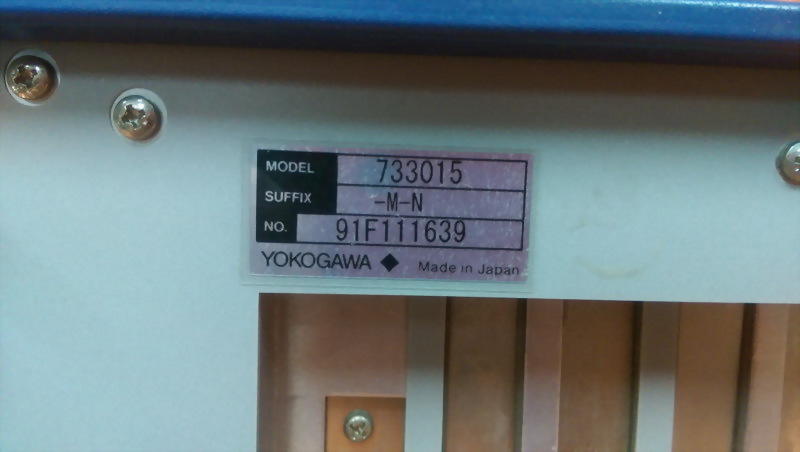 MODEL 733015
SUFFIX -M-N
NO. 91F111639
YOKOGAWA ◆ Made in Japan